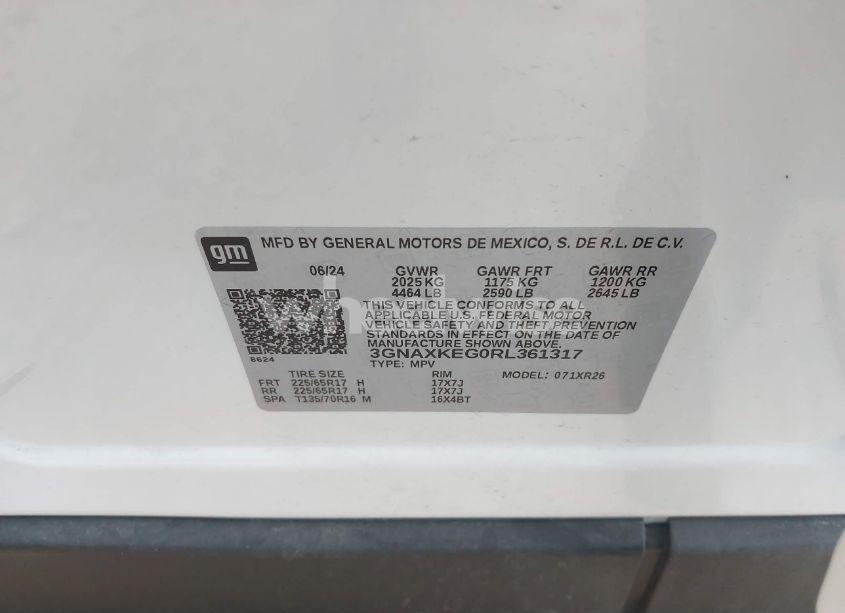 gm MFD BY GENERAL MOTORS DE MEXICO, S. DE R.L. DE C.V.
06/24 GVWR GAWR FRT GAWR RR
2025 KG 1175 KG 1200 KG
4464 LB 2590 LB 2645 LB
THIS VEHICLE CONFORMS TO ALL
APPLICABLE U.S. FEDERAL MOTOR
VEHICLE SAFETY AND THEFT PREVENTION
STANDARDS IN EFFECT ON THE DATE OF
MANUFACTURE SHOWN ABOVE.
3GNAXKEG0RL361317
8624
TYPE: MPV
TIRE SIZE RIM MODEL: 071XR26
FRT 225/65R17 H 17X7J
RR 225/65R17 H 17X7J
SPA T135/70R16 M 16X4BT